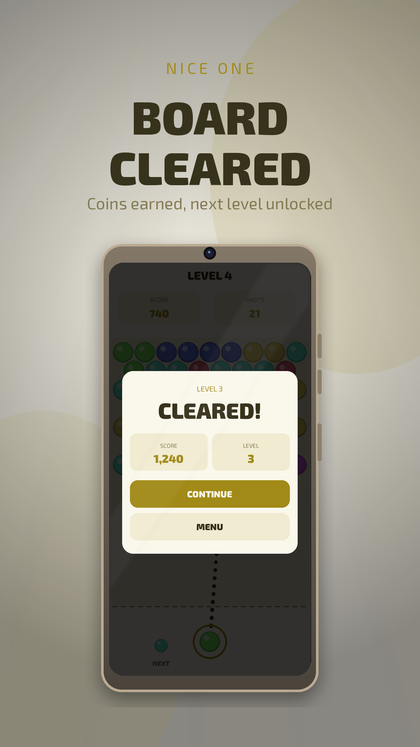 NICE ONE
BOARD
CLEARED
Coins earned, next level unlocked
LEVEL 4
SCORE
SHOTS
740
21
LEVEL 3
CLEARED!
SCORE
LEVEL
1,240
3
CONTINUE
MENU
NEXT